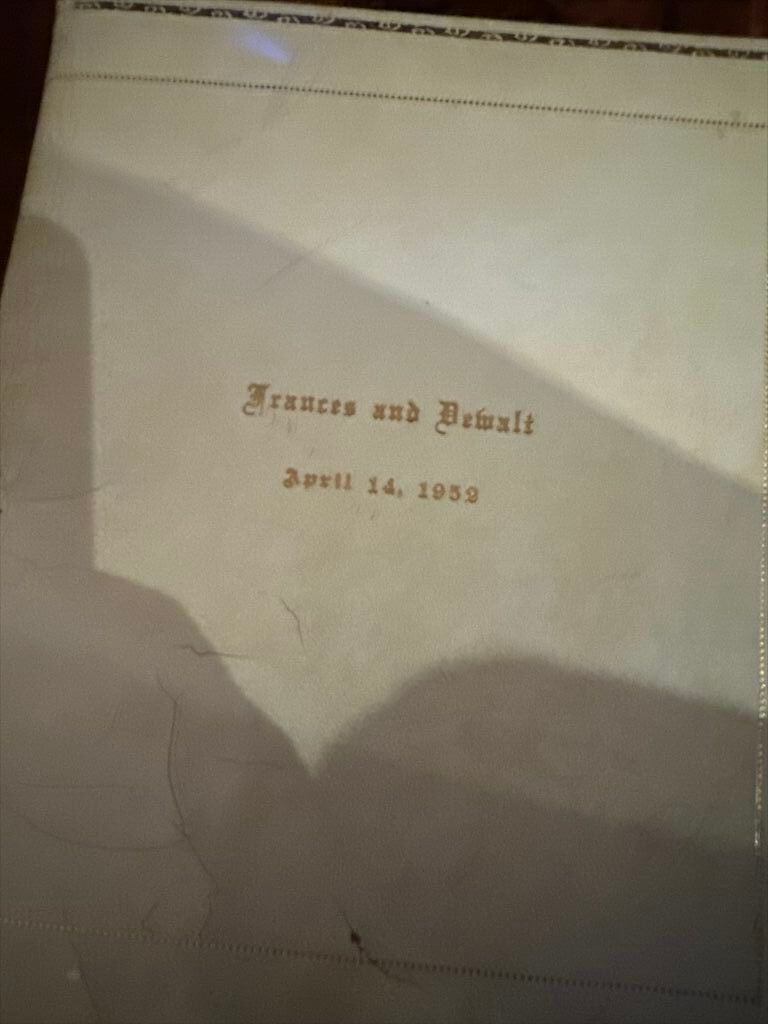 Frances and Dewalt
April 14, 1952